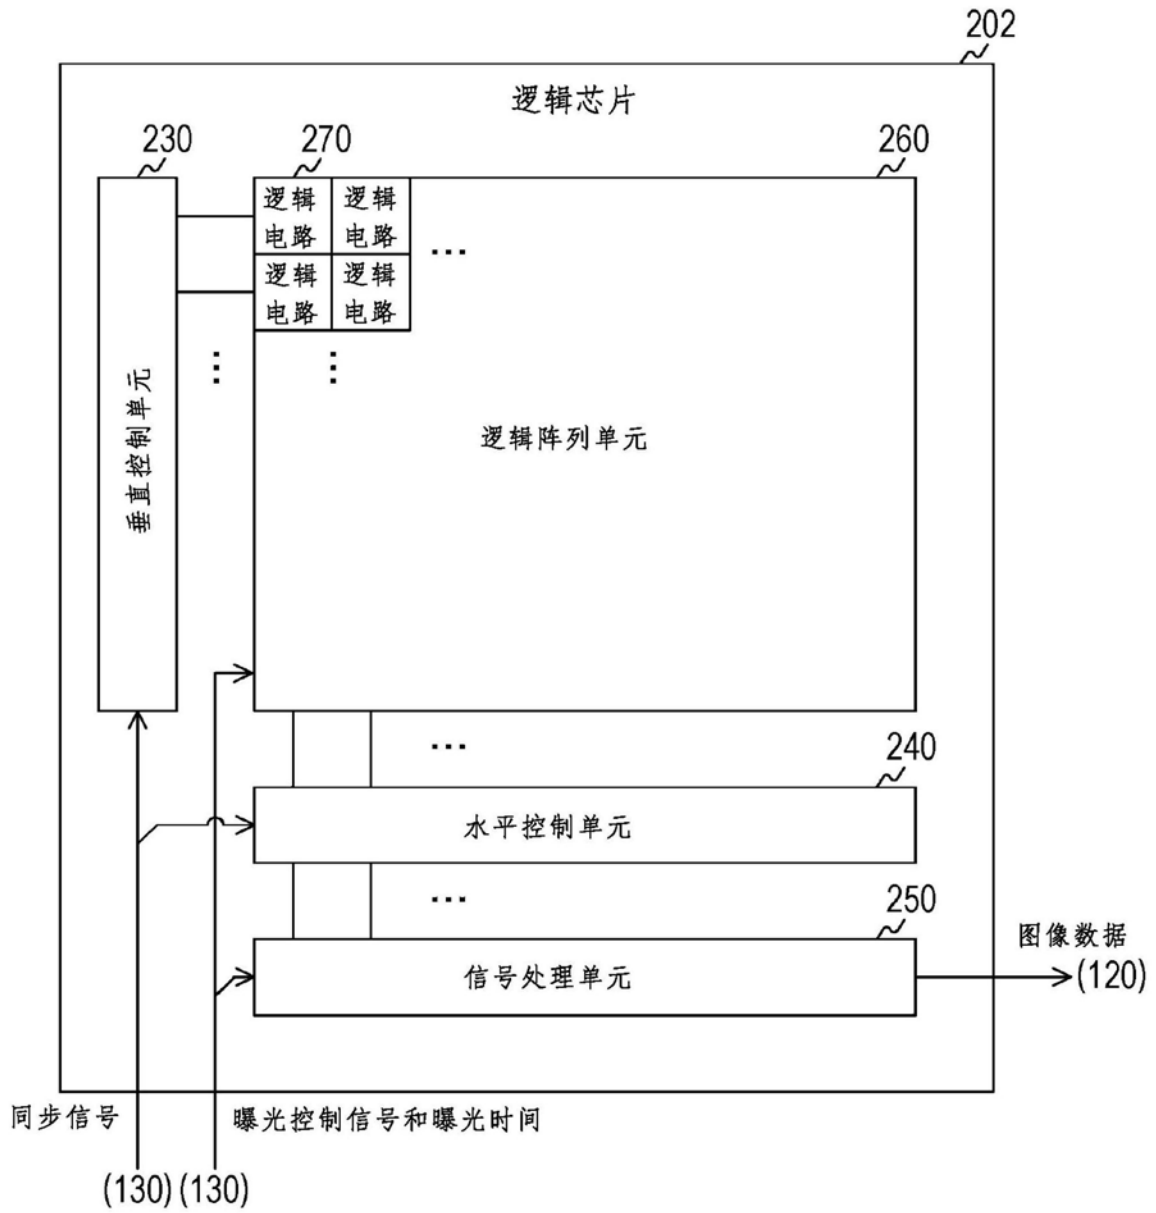 202
逻辑芯片
230
270
260
逻辑
电路
逻辑
电路
...
逻辑
电路
逻辑
电路
...
...
垂直控制单元
逻辑阵列单元
...
240
水平控制单元
...
250
信号处理单元
图像数据
(120)
同步信号
曝光控制信号和曝光时间
(130)
(130)